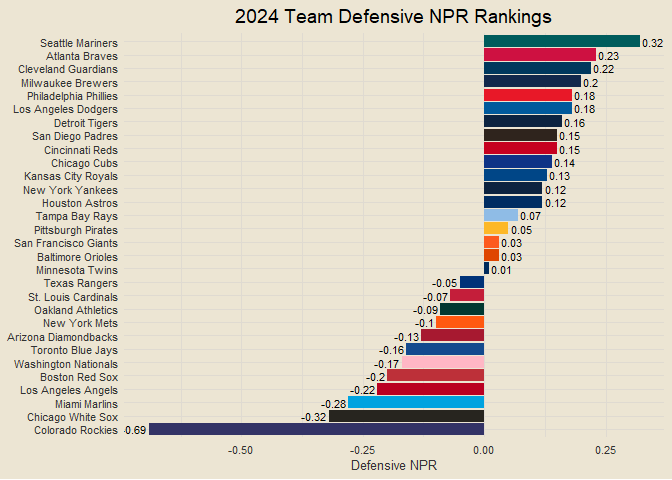 2024 Team Defensive NPR Rankings
Seattle Mariners 0.32
Atlanta Braves 0.23
Cleveland Guardians 0.22
Milwaukee Brewers 0.2
Philadelphia Phillies 0.18
Los Angeles Dodgers 0.18
Detroit Tigers 0.16
San Diego Padres 0.15
Cincinnati Reds 0.15
Chicago Cubs 0.14
Kansas City Royals 0.13
New York Yankees 0.12
Houston Astros 0.12
Tampa Bay Rays 0.07
Pittsburgh Pirates 0.05
San Francisco Giants 0.03
Baltimore Orioles 0.03
Minnesota Twins 0.01
Texas Rangers -0.05
St. Louis Cardinals -0.07
Oakland Athletics -0.09
New York Mets -0.1
Arizona Diamondbacks -0.13
Toronto Blue Jays -0.16
Washington Nationals -0.17
Boston Red Sox -0.2
Los Angeles Angels -0.22
Miami Marlins -0.28
Chicago White Sox -0.32
Colorado Rockies -0.69
-0.50 -0.25 0.00 0.25
Defensive NPR